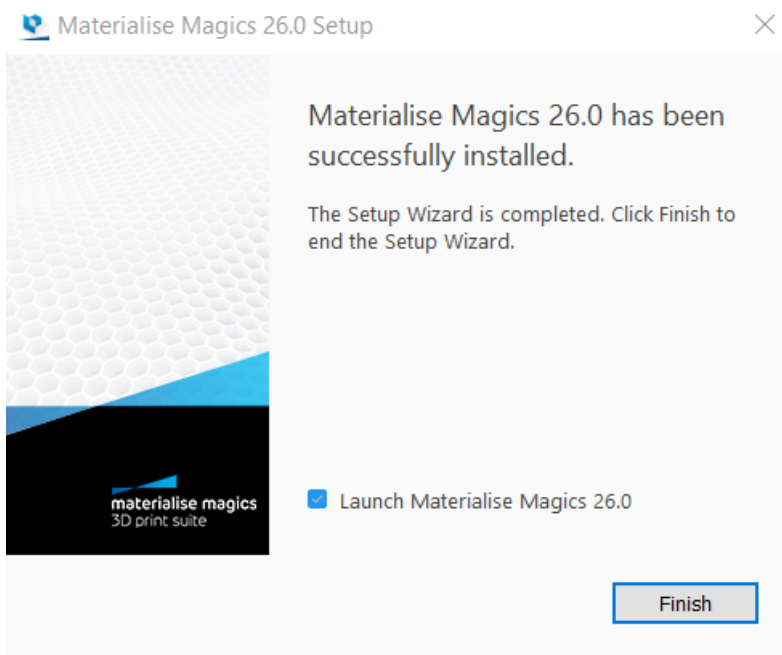 Materialise Magics 26.0 Setup
Materialise Magics 26.0 has been
successfully installed.
The Setup Wizard is completed. Click Finish to
end the Setup Wizard.
materialise magics
3D print suite
Launch Materialise Magics 26.0
Finish